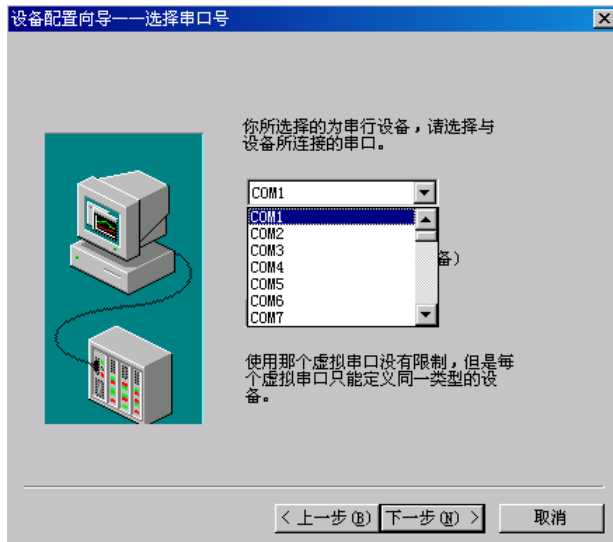 设备配置向导——选择串口号
你所选择的为串行设备，请选择与
设备所连接的串口。
COM1
COM1
COM2
COM3
COM4
COM5
COM6
COM7
备）
使用那个虚拟串口没有限制，但是每
个虚拟串口只能定义同一类型的设
备。
< 上一步(B) 下一步(N) > 取消